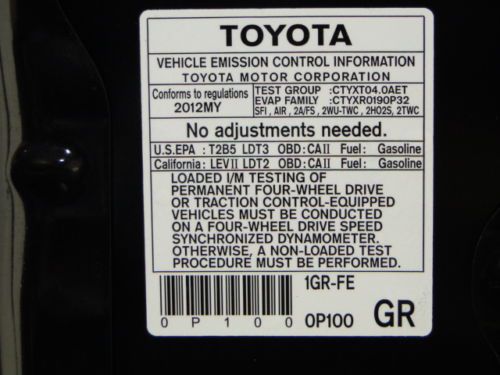 TOYOTA
VEHICLE EMISSION CONTROL INFORMATION
TOYOTA MOTOR CORPORATION
Conforms to regulations
2012MY
TEST GROUP :CTYXT04.0AET
EVAP FAMILY :CTYXR0190P32
SFI , AIR , 2A/FS , 2WU-TWC , 2HO2S, 2TWC
No adjustments needed.
U.S.EPA : T2B5 LDT3 OBD:CAII Fuel: Gasoline
California: LEVII LDT2 OBD:CAII Fuel: Gasoline
LOADED I/M TESTING OF
PERMANENT FOUR-WHEEL DRIVE
OR TRACTION CONTROL-EQUIPPED
VEHICLES MUST BE CONDUCTED
ON A FOUR-WHEEL DRIVE SPEED
SYNCHRONIZED DYNAMOMETER.
OTHERWISE, A NON-LOADED TEST
PROCEDURE MUST BE PERFORMED.
1GR-FE
0P100 0P100 GR